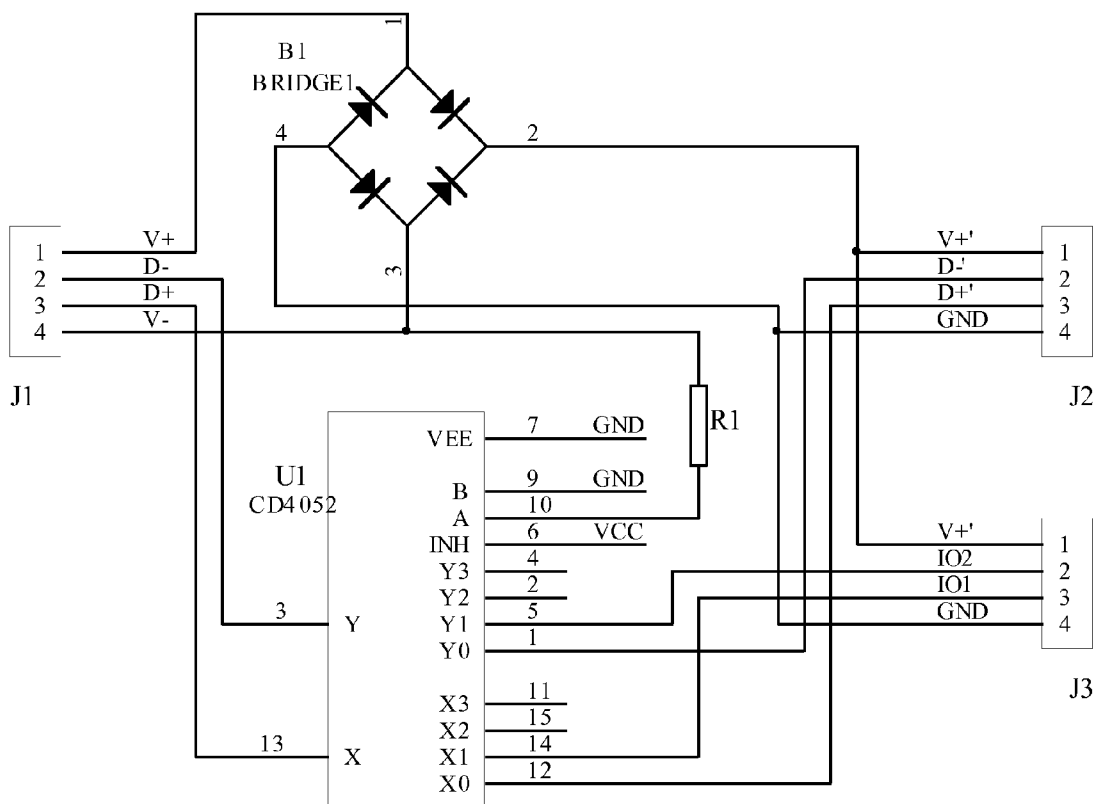 1
B1
BRIDGE1
4
2
3
V+
1
D-
2
D+
3
V-
4
J1
V+'
1
D-'
2
D+'
3
GND
4
J2
R1
U1
CD4052
VEE 7 GND
B 9 GND
A 10
INH 6 VCC
Y3 4
Y2 2
Y1 5
Y0 1
3 Y
X3 11
X2 15
X1 14
X0 12
13 X
V+'
1
IO2
2
IO1
3
GND
4
J3